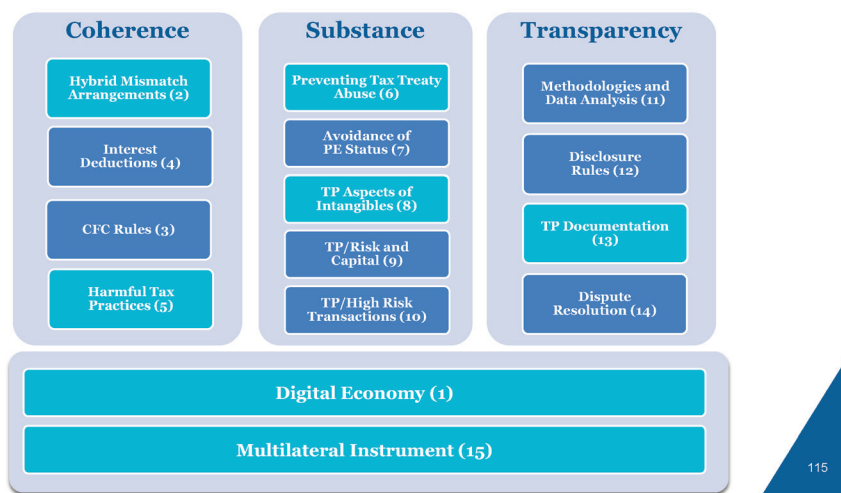 Coherence
Hybrid Mismatch
Arrangements (2)
Interest
Deductions (4)
CFC Rules (3)
Harmful Tax
Practices (5)
Substance
Preventing Tax Treaty
Abuse (6)
Avoidance of
PE Status (7)
TP Aspects of
Intangibles (8)
TP/Risk and
Capital (9)
TP/High Risk
Transactions (10)
Transparency
Methodologies and
Data Analysis (11)
Disclosure
Rules (12)
TP Documentation
(13)
Dispute
Resolution (14)
Digital Economy (1)
Multilateral Instrument (15)
115